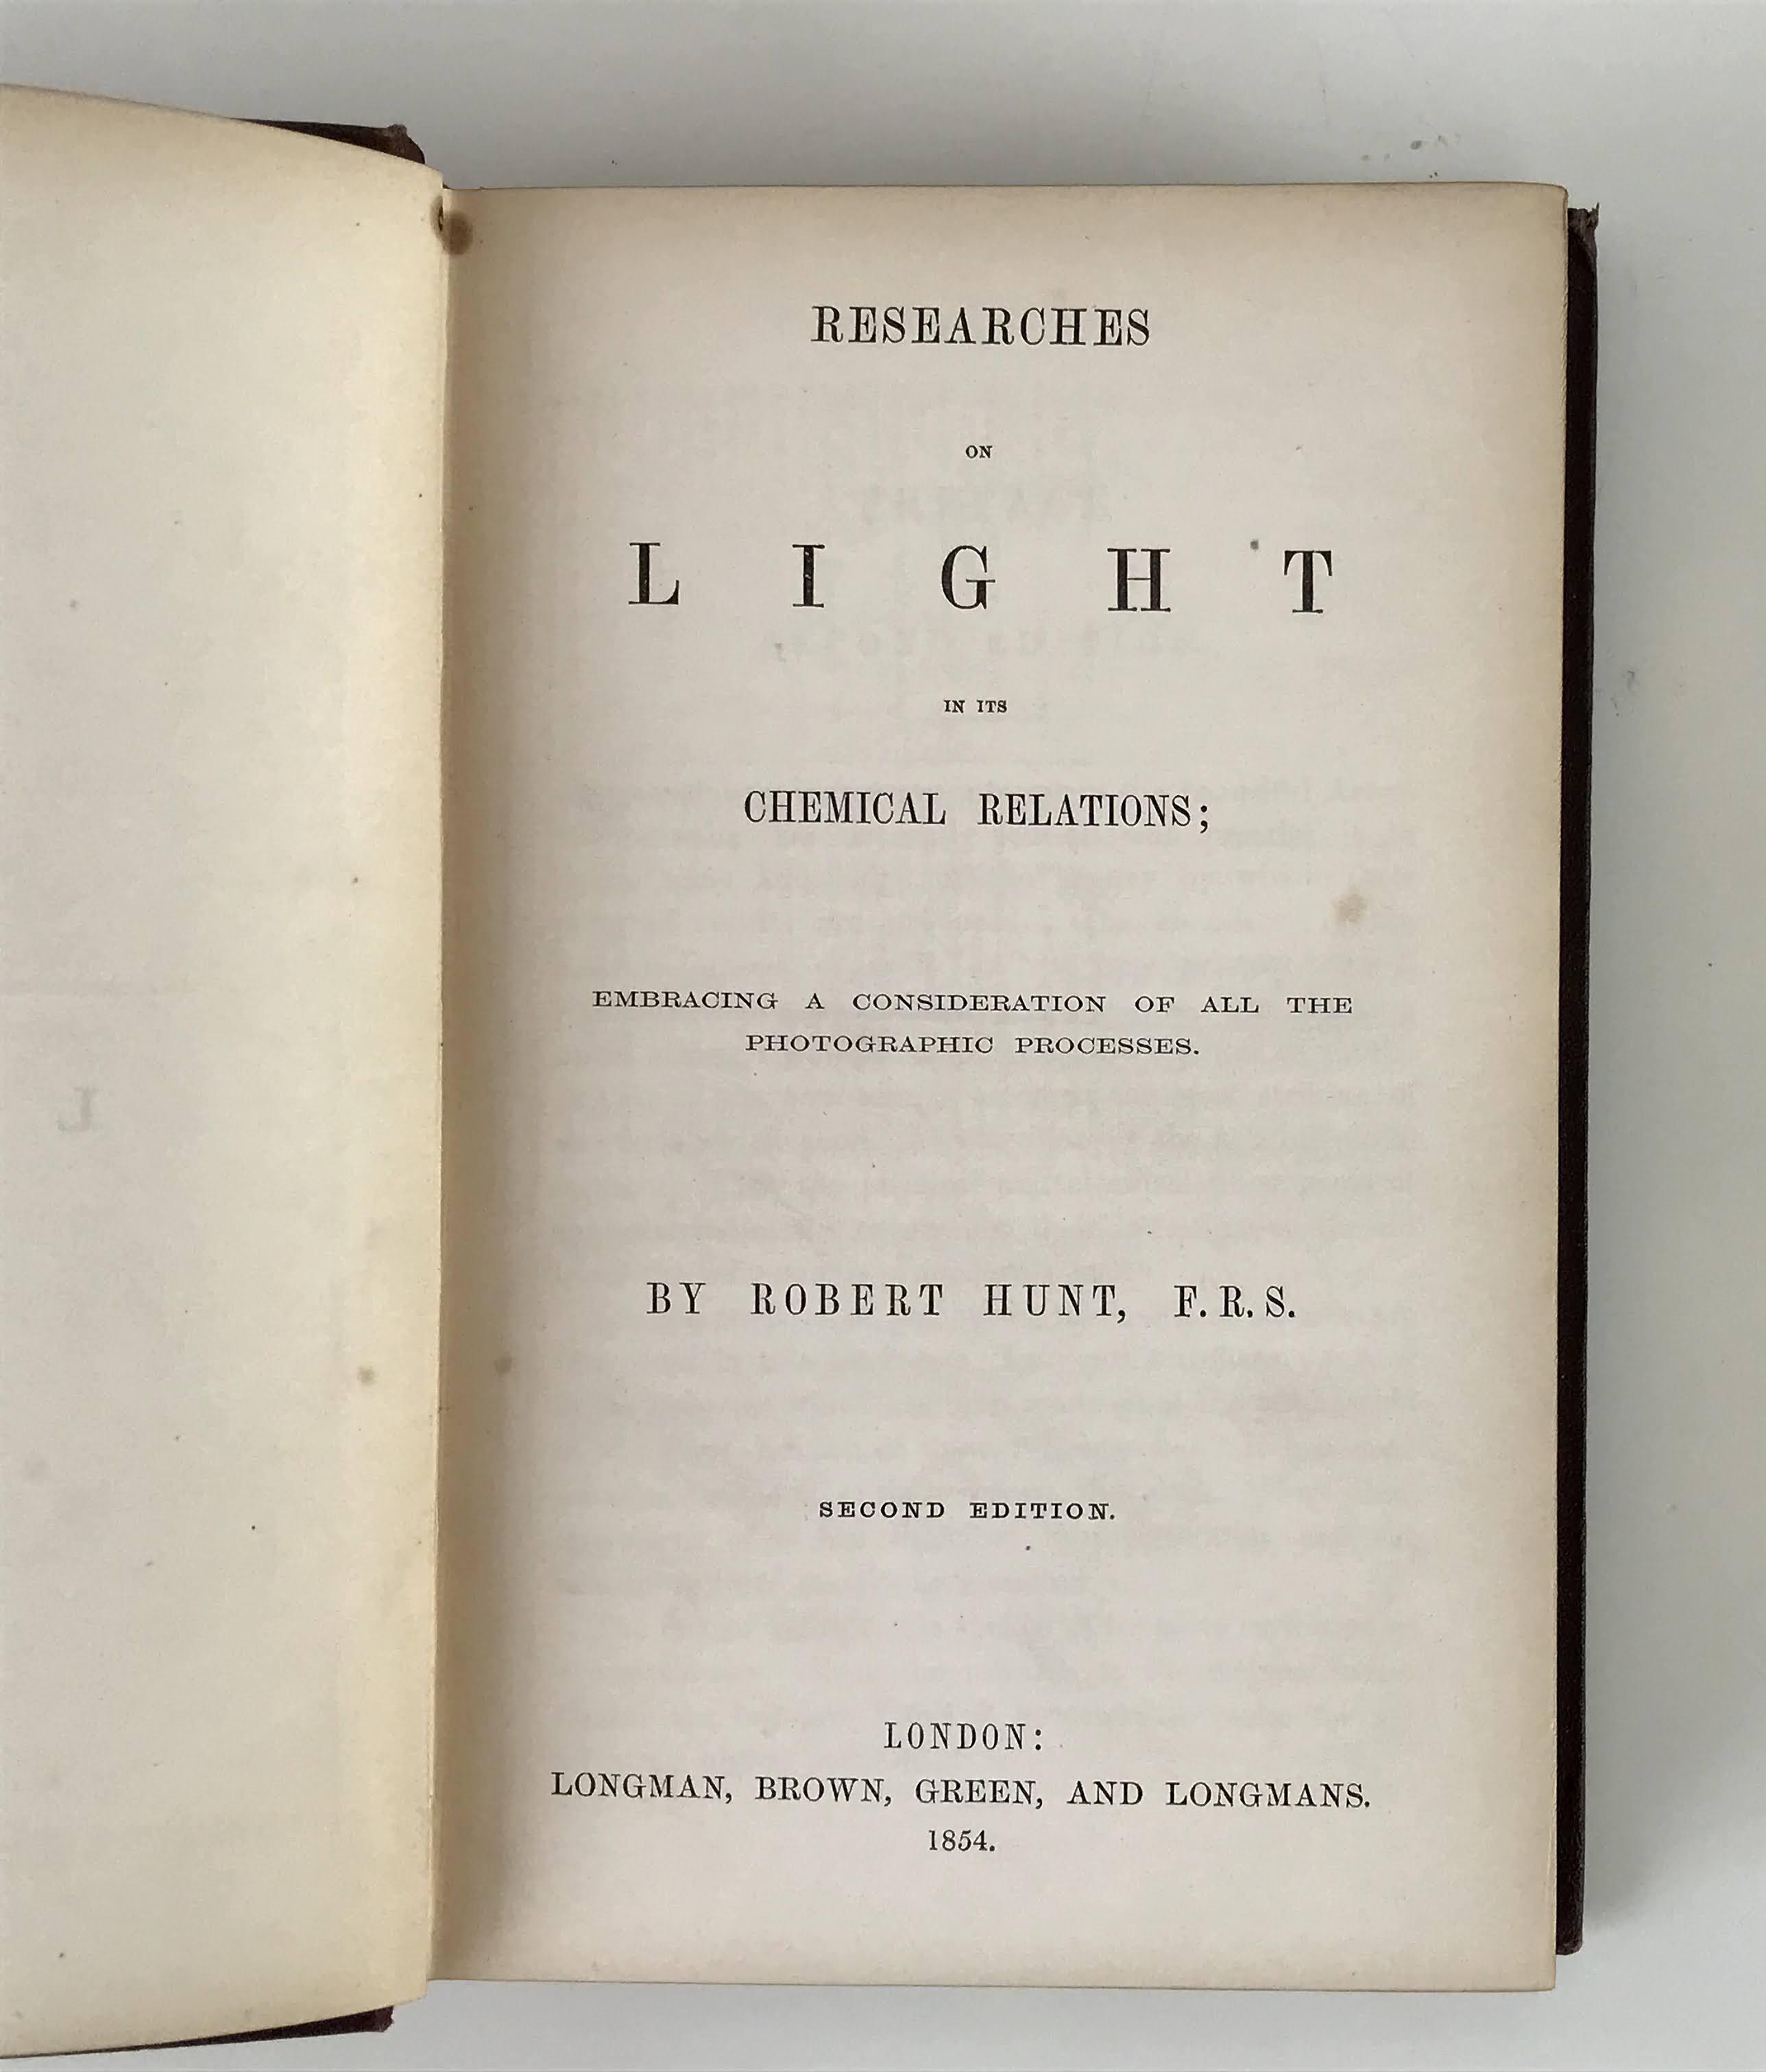 RESEARCHES
ON
LIGHT
IN ITS
CHEMICAL RELATIONS;
EMBRACING A CONSIDERATION OF ALL THE
PHOTOGRAPHIC PROCESSES.
BY ROBERT HUNT, F.R.S.
SECOND EDITION.
LONDON:
LONGMAN, BROWN, GREEN, AND LONGMANS.
1854.